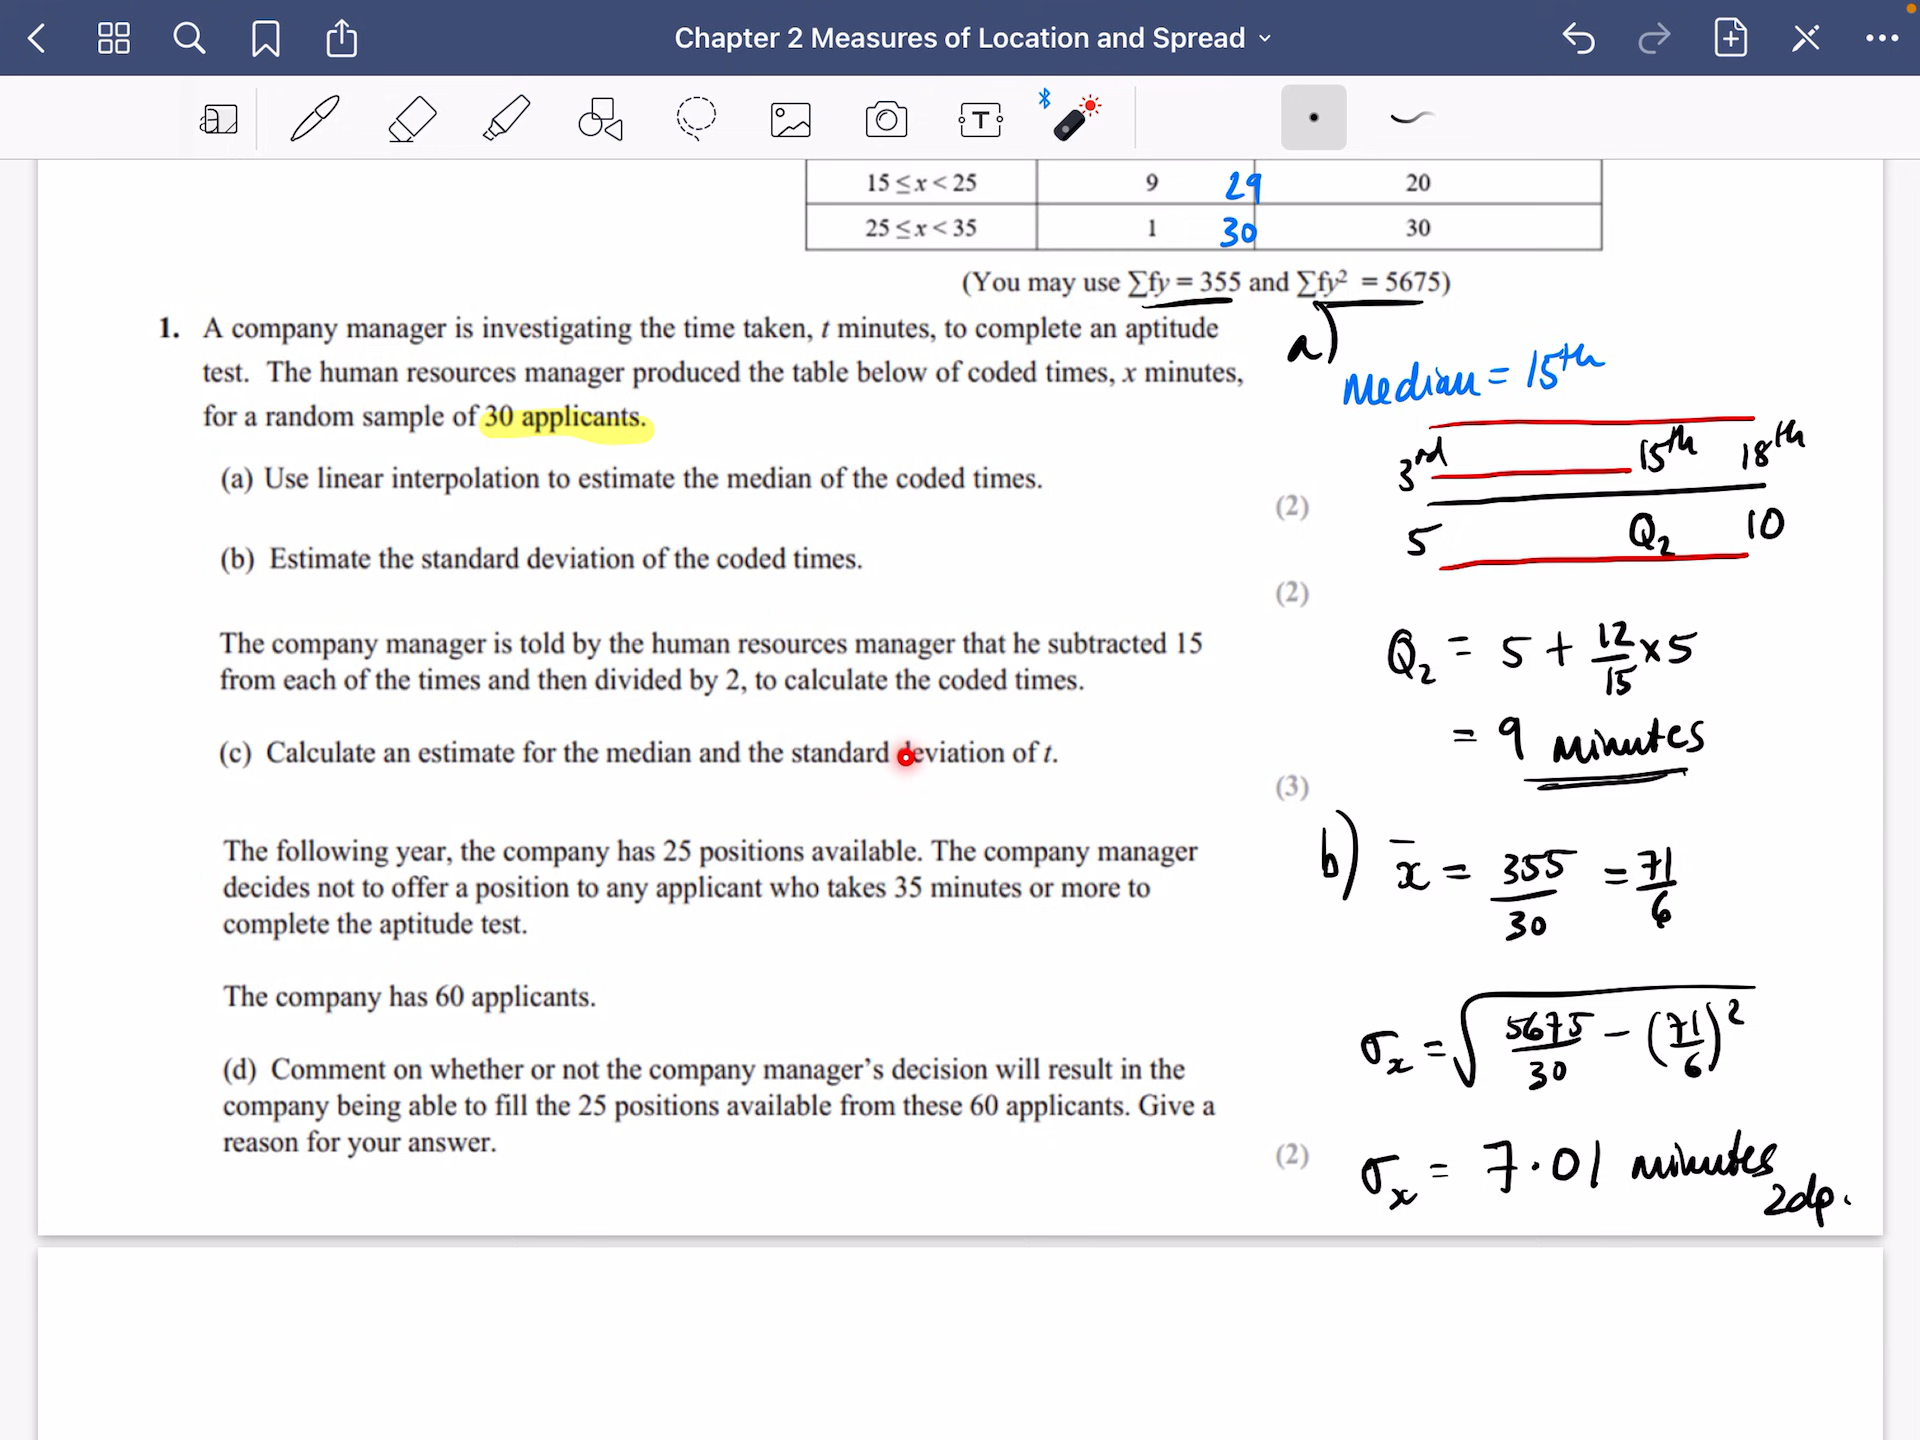 Chapter 2 Measures of Location and Spread
15 ≤ x < 25 9 29 20
25 ≤ x < 35 1 30 30
(You may use ∑fy = 355 and ∑fy² = 5675)
1. A company manager is investigating the time taken, t minutes, to complete an aptitude
test. The human resources manager produced the table below of coded times, x minutes,
for a random sample of 30 applicants.
(a) Use linear interpolation to estimate the median of the coded times.
(2)
(b) Estimate the standard deviation of the coded times.
(2)
The company manager is told by the human resources manager that he subtracted 15
from each of the times and then divided by 2, to calculate the coded times.
(c) Calculate an estimate for the median and the standard deviation of t.
(3)
The following year, the company has 25 positions available. The company manager
decides not to offer a position to any applicant who takes 35 minutes or more to
complete the aptitude test.
The company has 60 applicants.
(d) Comment on whether or not the company manager's decision will result in the
company being able to fill the 25 positions available from these 60 applicants. Give a
reason for your answer.
(2)
a)
Median = 15th
3rd 15th 18th
5 Q₂ 10
Q₂ = 5 + 12/15 × 5
= 9 minutes
b) x̄ = 355/30 = 71/6
σₓ = √(5675/30 − (71/6)²)
σₓ = 7.01 minutes
2dp.